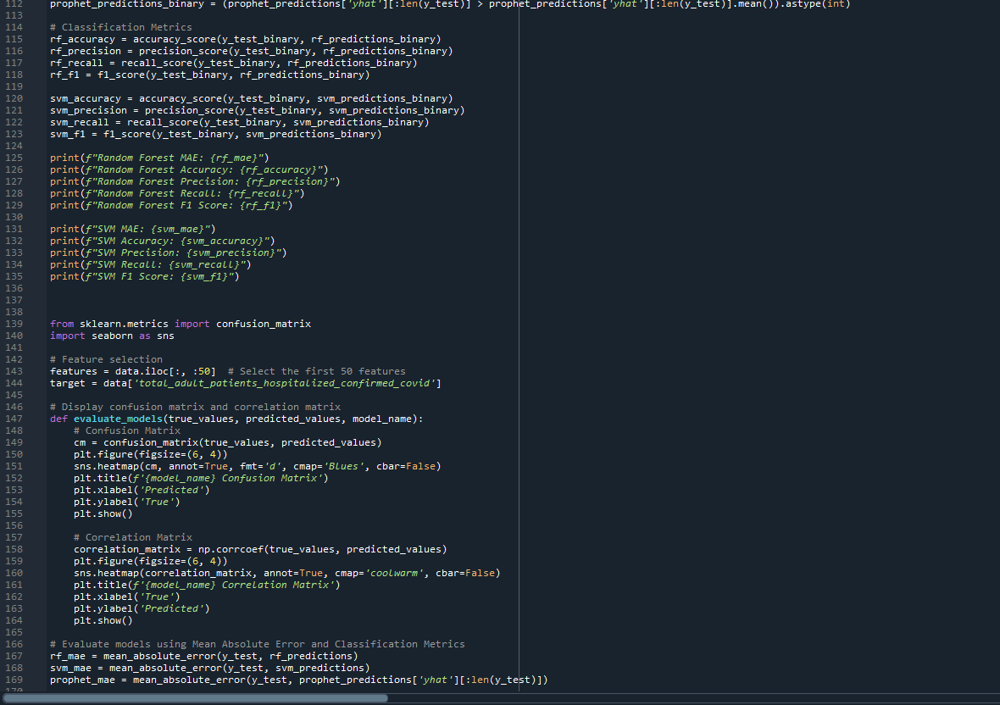 112 prophet_predictions_binary = (prophet_predictions['yhat'][:len(y_test)] > prophet_predictions['yhat'][:len(y_test)].mean()).astype(int)
113
114 # Classification Metrics
115 rf_accuracy = accuracy_score(y_test_binary, rf_predictions_binary)
116 rf_precision = precision_score(y_test_binary, rf_predictions_binary)
117 rf_recall = recall_score(y_test_binary, rf_predictions_binary)
118 rf_f1 = f1_score(y_test_binary, rf_predictions_binary)
119
120 svm_accuracy = accuracy_score(y_test_binary, svm_predictions_binary)
121 svm_precision = precision_score(y_test_binary, svm_predictions_binary)
122 svm_recall = recall_score(y_test_binary, svm_predictions_binary)
123 svm_f1 = f1_score(y_test_binary, svm_predictions_binary)
124
125 print(f"Random Forest MAE: {rf_mae}")
126 print(f"Random Forest Accuracy: {rf_accuracy}")
127 print(f"Random Forest Precision: {rf_precision}")
128 print(f"Random Forest Recall: {rf_recall}")
129 print(f"Random Forest F1 Score: {rf_f1}")
130
131 print(f"SVM MAE: {svm_mae}")
132 print(f"SVM Accuracy: {svm_accuracy}")
133 print(f"SVM Precision: {svm_precision}")
134 print(f"SVM Recall: {svm_recall}")
135 print(f"SVM F1 Score: {svm_f1}")
136
137
138
139 from sklearn.metrics import confusion_matrix
140 import seaborn as sns
141
142 # Feature selection
143 features = data.iloc[:, :50]  # Select the first 50 features
144 target = data['total_adult_patients_hospitalized_confirmed_covid']
145
146 # Display confusion matrix and correlation matrix
147 def evaluate_models(true_values, predicted_values, model_name):
148     # Confusion Matrix
149     cm = confusion_matrix(true_values, predicted_values)
150     plt.figure(figsize=(6, 4))
151     sns.heatmap(cm, annot=True, fmt='d', cmap='Blues', cbar=False)
152     plt.title(f'{model_name} Confusion Matrix')
153     plt.xlabel('Predicted')
154     plt.ylabel('True')
155     plt.show()
156
157     # Correlation Matrix
158     correlation_matrix = np.corrcoef(true_values, predicted_values)
159     plt.figure(figsize=(6, 4))
160     sns.heatmap(correlation_matrix, annot=True, cmap='coolwarm', cbar=False)
161     plt.title(f'{model_name} Correlation Matrix')
162     plt.xlabel('True')
163     plt.ylabel('Predicted')
164     plt.show()
165
166 # Evaluate models using Mean Absolute Error and Classification Metrics
167 rf_mae = mean_absolute_error(y_test, rf_predictions)
168 svm_mae = mean_absolute_error(y_test, svm_predictions)
169 prophet_mae = mean_absolute_error(y_test, prophet_predictions['yhat'][:len(y_test)])
170